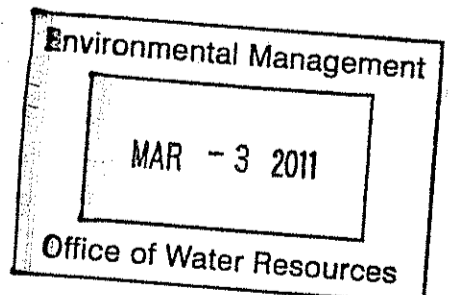 Environmental Management
MAR - 3 2011
Office of Water Resources